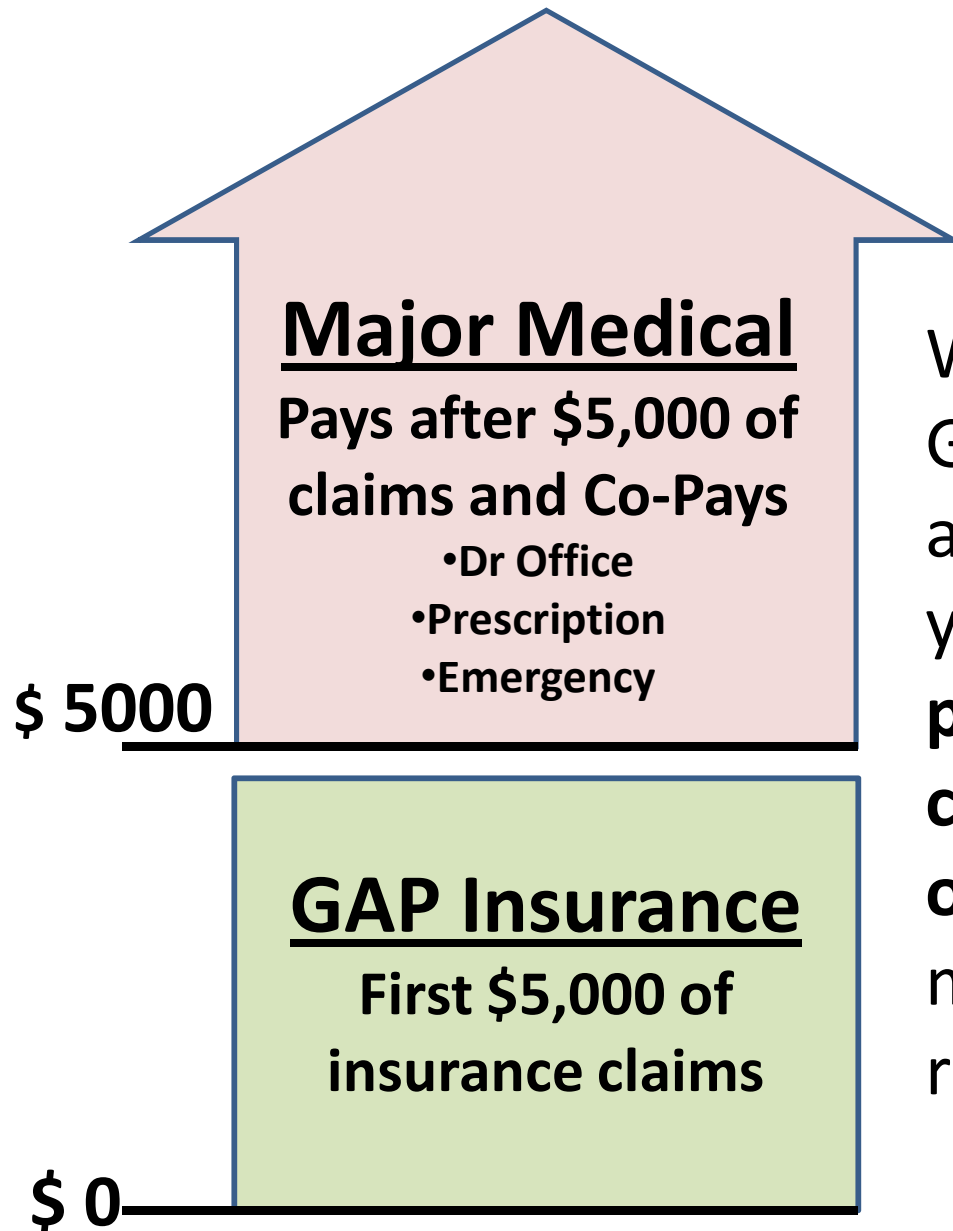 Major Medical
Pays after $5,000 of
claims and Co-Pays
•Dr Office
•Prescription
•Emergency
$ 5000
GAP Insurance
First $5,000 of
insurance claims
$ 0